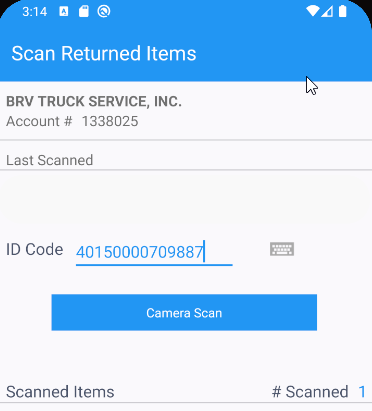 3:14
Scan Returned Items
BRV TRUCK SERVICE, INC.
Account # 1338025
Last Scanned
ID Code 40150000709887
Camera Scan
Scanned Items # Scanned 1